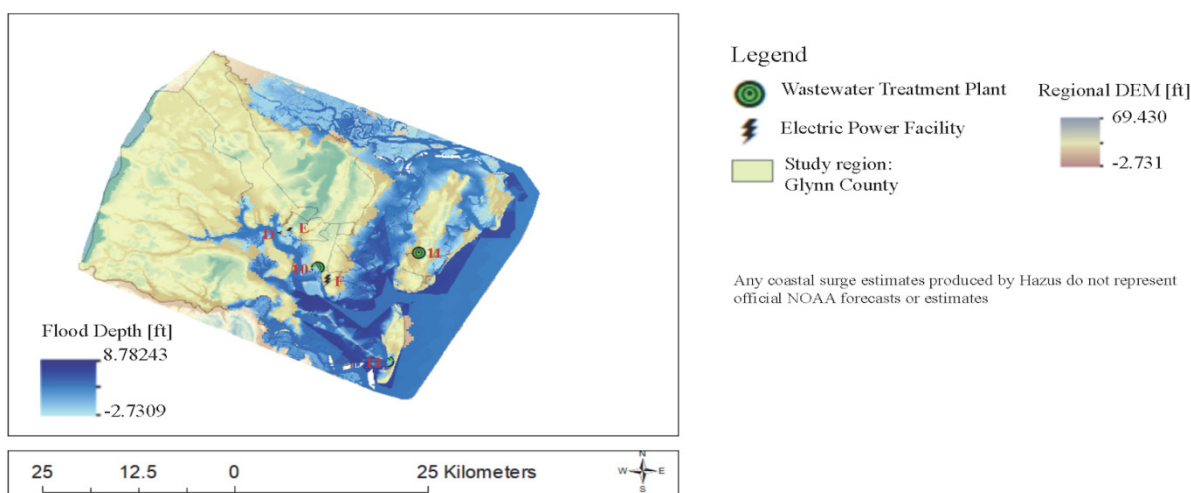 Legend
Wastewater Treatment Plant
Electric Power Facility
Study region:
Glynn County
Regional DEM [ft]
69.430
-2.731
D
E
10
F
11
12
Flood Depth [ft]
8.78243
-2.7309
Any coastal surge estimates produced by Hazus do not represent
official NOAA forecasts or estimates
25 12.5 0 25 Kilometers
N
W E
S